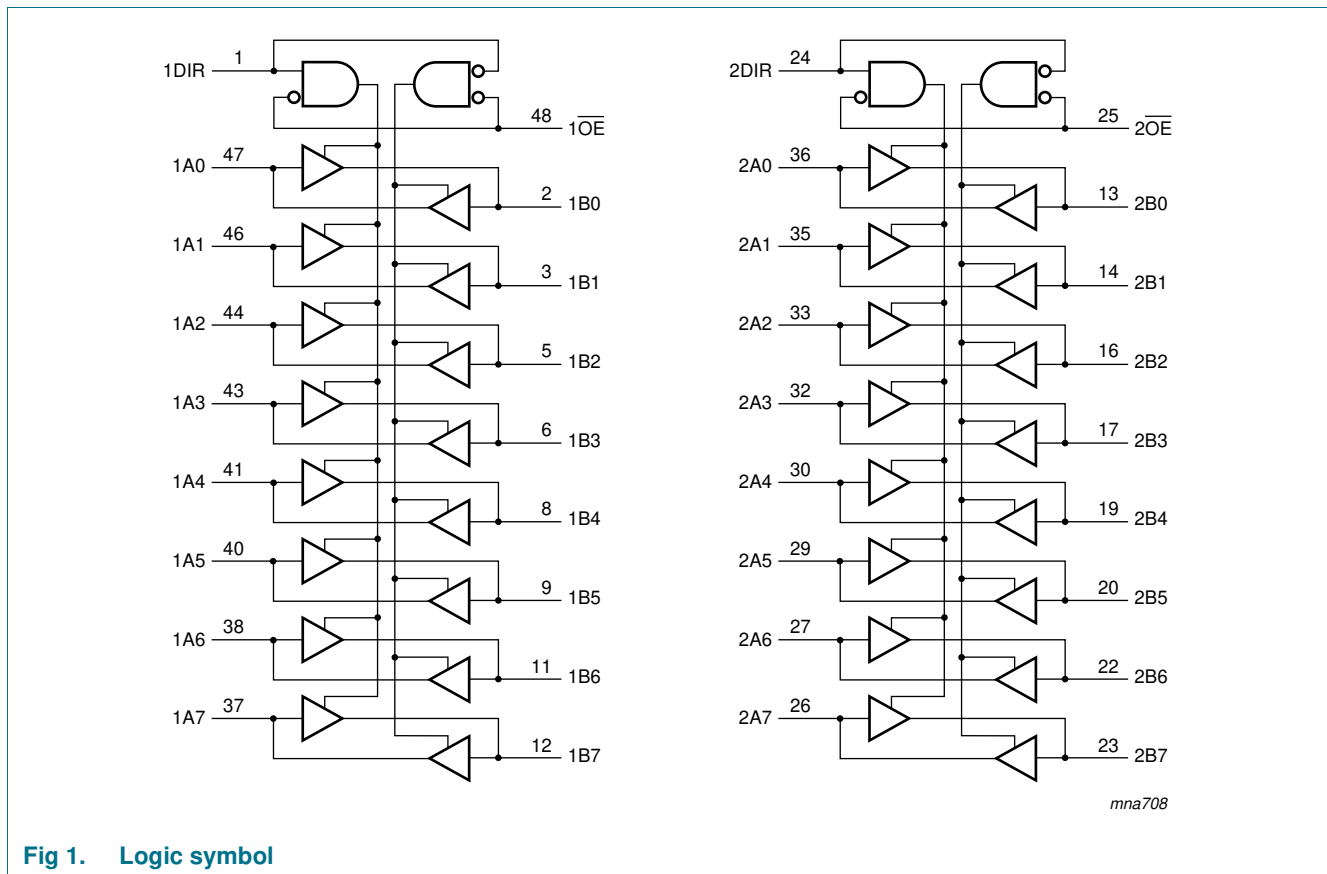 1DIR 1
48 1OE
1A0 47
2 1B0
1A1 46
3 1B1
1A2 44
5 1B2
1A3 43
6 1B3
1A4 41
8 1B4
1A5 40
9 1B5
1A6 38
11 1B6
1A7 37
12 1B7
2DIR 24
25 2OE
2A0 36
13 2B0
2A1 35
14 2B1
2A2 33
16 2B2
2A3 32
17 2B3
2A4 30
19 2B4
2A5 29
20 2B5
2A6 27
22 2B6
2A7 26
23 2B7
mna708
Fig 1. Logic symbol